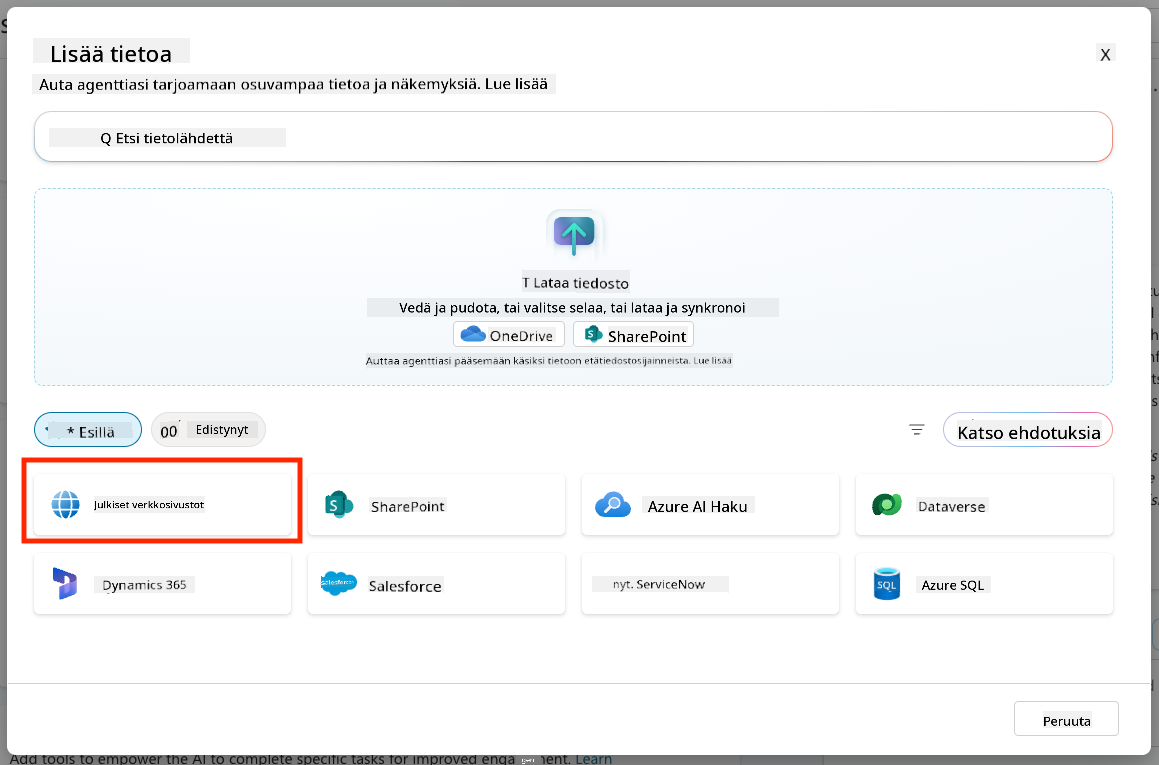 Lisää tietoa
X
Auta agenttiasi tarjoamaan osuvampaa tietoa ja näkemyksiä. Lue lisää
Q Etsi tietolähdettä
T Lataa tiedosto
Vedä ja pudota, tai valitse selaa, tai lataa ja synkronoi
OneDrive
SharePoint
Auttaa agenttiasi pääsemään käsiksi tietoon etätiedostosijainneista. Lue lisää
* Esillä
00
Edistynyt
Katso ehdotuksia
Julkiset verkkosivustot
SharePoint
Azure AI Haku
Dataverse
Dynamics 365
salesforce
Salesforce
nyt. ServiceNow
SQL
Azure SQL
Peruuta
Add tools to empower the AI to complete specific tasks for improved enga
ment. Learn